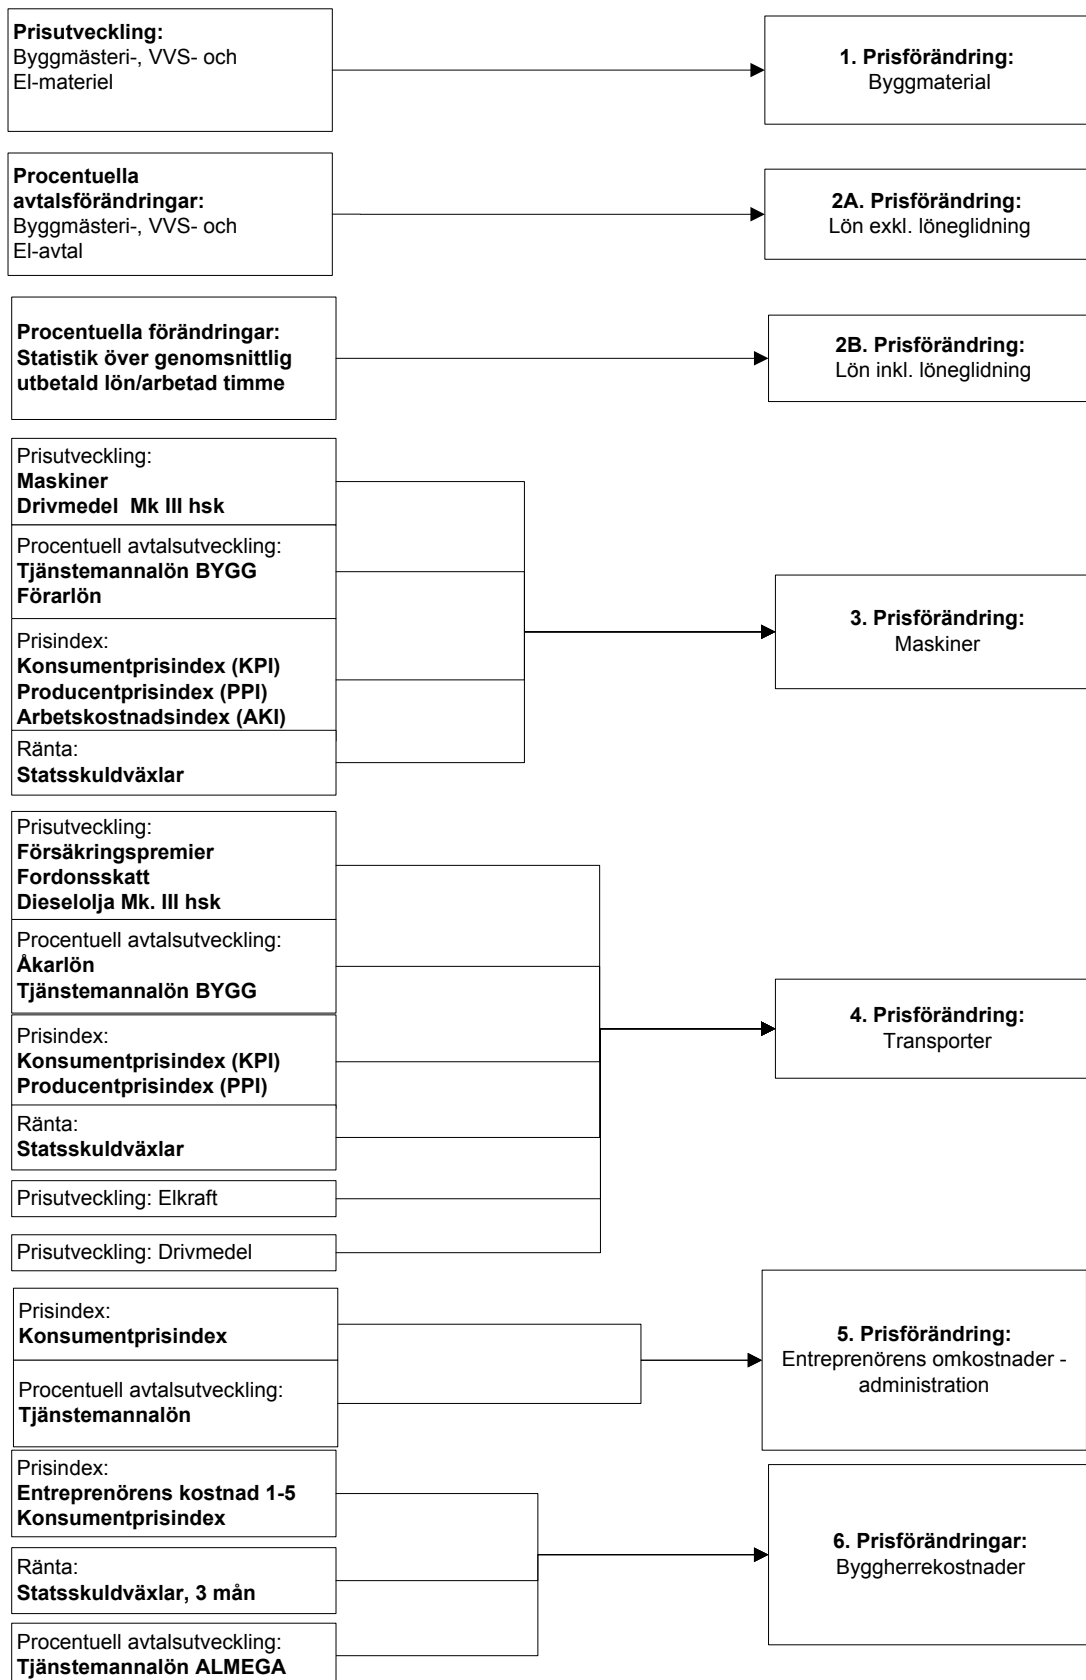 Prisutveckling:
Byggmästeri-, VVS- och
El-materiel
1. Prisförändring:
Byggmaterial
Procentuella
avtalsförändringar:
Byggmästeri-, VVS- och
El-avtal
2A. Prisförändring:
Lön exkl. löneglidning
Procentuella förändringar:
Statistik över genomsnittlig
utbetald lön/arbetad timme
2B. Prisförändring:
Lön inkl. löneglidning
Prisutveckling:
Maskiner
Drivmedel Mk III hsk
Procentuell avtalsutveckling:
Tjänstemannalön BYGG
Förarlön
Prisindex:
Konsumentprisindex (KPI)
Producentprisindex (PPI)
Arbetskostnadsindex (AKI)
Ränta:
Statsskuldväxlar
3. Prisförändring:
Maskiner
Prisutveckling:
Försäkringspremier
Fordonsskatt
Dieselolja Mk. III hsk
Procentuell avtalsutveckling:
Åkarlön
Tjänstemannalön BYGG
Prisindex:
Konsumentprisindex (KPI)
Producentprisindex (PPI)
Ränta:
Statsskuldväxlar
Prisutveckling: Elkraft
Prisutveckling: Drivmedel
4. Prisförändring:
Transporter
Prisindex:
Konsumentprisindex
Procentuell avtalsutveckling:
Tjänstemannalön
5. Prisförändring:
Entreprenörens omkostnader -
administration
Prisindex:
Entreprenörens kostnad 1-5
Konsumentprisindex
Ränta:
Statsskuldväxlar, 3 mån
Procentuell avtalsutveckling:
Tjänstemannalön ALMEGA
6. Prisförändringar:
Byggherrekostnader